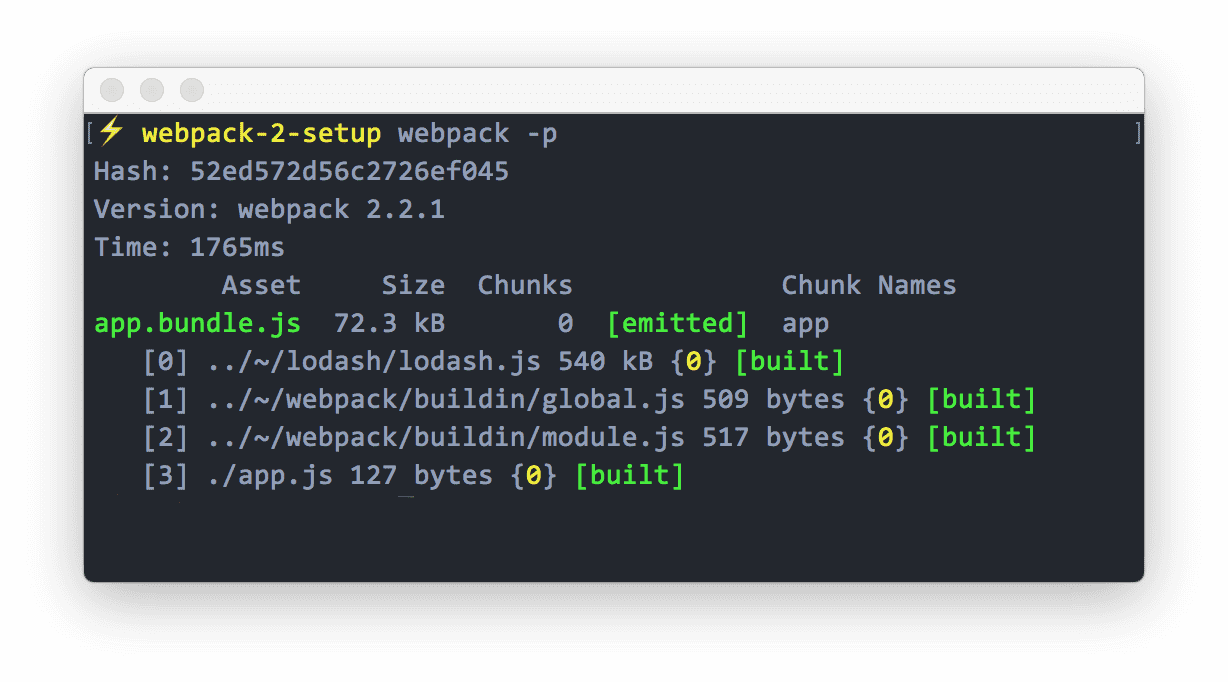 [⚡ webpack-2-setup webpack -p ]
Hash: 52ed572d56c2726ef045
Version: webpack 2.2.1
Time: 1765ms
Asset Size Chunks Chunk Names
app.bundle.js 72.3 kB 0 [emitted] app
[0] ../~/lodash/lodash.js 540 kB {0} [built]
[1] ../~/webpack/buildin/global.js 509 bytes {0} [built]
[2] ../~/webpack/buildin/module.js 517 bytes {0} [built]
[3] ./app.js 127 bytes {0} [built]